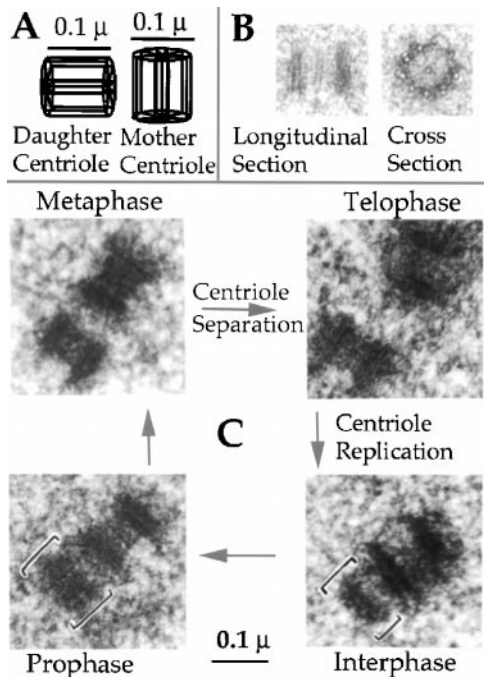 A
0.1 µ
0.1 µ
Daughter
Centriole
Mother
Centriole
B
Longitudinal
Section
Cross
Section
Metaphase
Telophase
Centriole
Separation
C
Centriole
Replication
0.1 µ
Prophase
Interphase